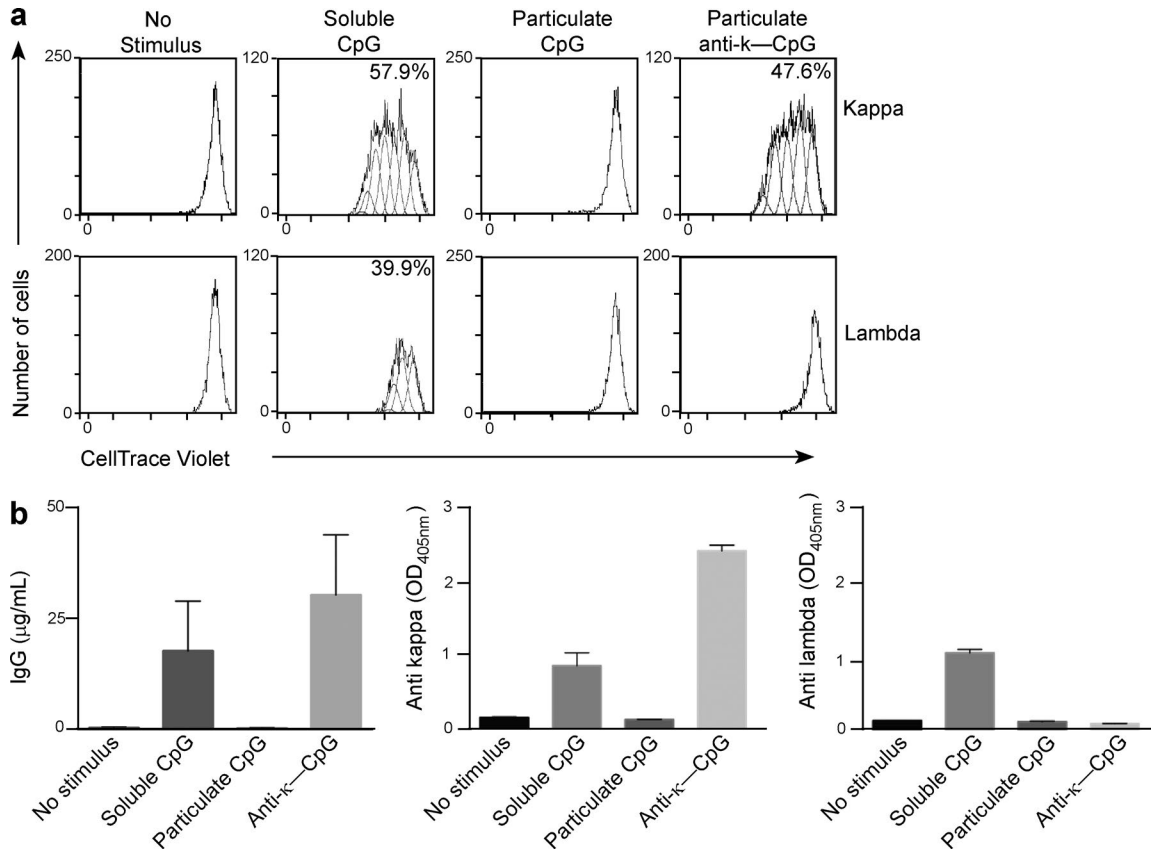 a
No
Stimulus
Soluble
CpG
Particulate
CpG
Particulate
anti-k—CpG
250
0
0
120
57.9%
0
0
250
0
0
120
47.6%
0
0
Kappa
200
0
0
120
39.9%
0
0
250
0
0
200
0
0
Lambda
Number of cells
CellTrace Violet
b
50
25
0
IgG (µg/mL)
No stimulus
Soluble CpG
Particulate CpG
Anti-κ—CpG
3
2
1
0
Anti kappa (OD405nm)
No stimulus
Soluble CpG
Particulate CpG
Anti-κ—CpG
3
2
1
0
Anti lambda (OD405nm)
No stimulus
Soluble CpG
Particulate CpG
Anti-κ—CpG